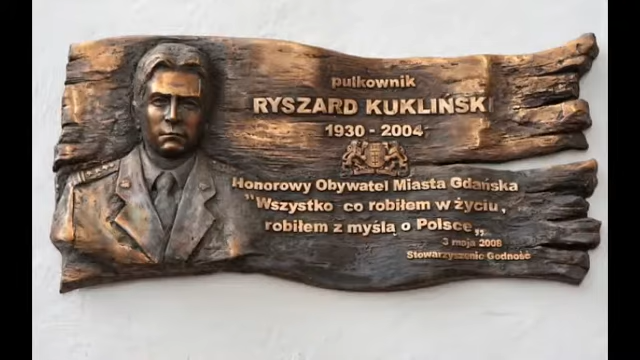 pułkownik
RYSZARD KUKLIŃSKI
1930 - 2004
Honorowy Obywatel Miasta Gdańska
"Wszystko co robiłem w życiu,
robiłem z myślą o Polsce„
3 maja 2008
Stowarzyszenie Godność